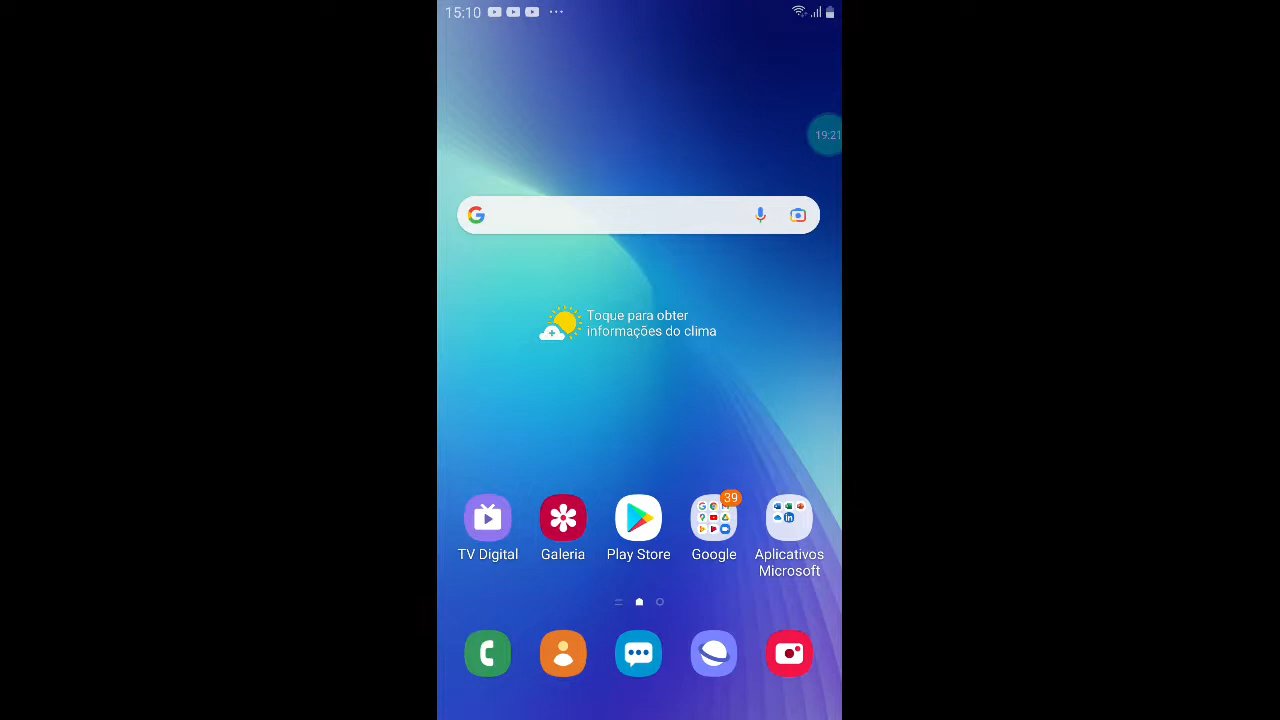 15:10
19:21
Toque para obter
informações do clima
39
TV Digital
Galeria
Play Store
Google
Aplicativos
Microsoft